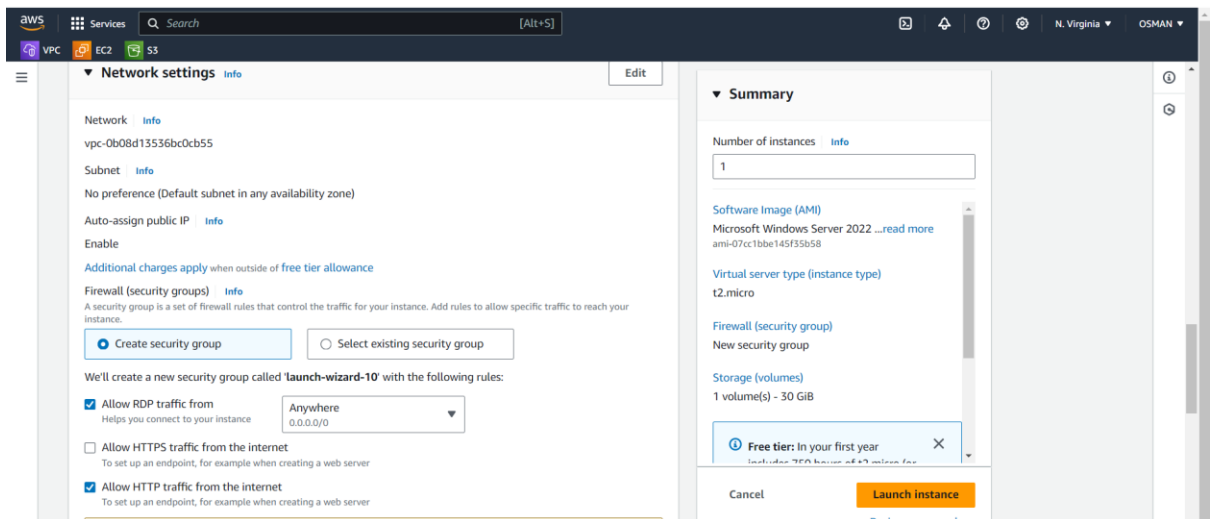 aws
Services
Search
[Alt+S]
N. Virginia ▼
OSMAN ▼
VPC
EC2
S3
▼ Network settings Info
Edit
Network Info
vpc-0b08d13536bc0cb55
Subnet Info
No preference (Default subnet in any availability zone)
Auto-assign public IP Info
Enable
Additional charges apply when outside of free tier allowance
Firewall (security groups) Info
A security group is a set of firewall rules that control the traffic for your instance. Add rules to allow specific traffic to reach your
instance.
Create security group
Select existing security group
We'll create a new security group called 'launch-wizard-10' with the following rules:
Allow RDP traffic from
Helps you connect to your instance
Anywhere
0.0.0.0/0
Allow HTTPS traffic from the internet
To set up an endpoint, for example when creating a web server
Allow HTTP traffic from the internet
To set up an endpoint, for example when creating a web server
▼ Summary
Number of instances Info
1
Software Image (AMI)
Microsoft Windows Server 2022 ...read more
ami-07cc1bbe145f35b58
Virtual server type (instance type)
t2.micro
Firewall (security group)
New security group
Storage (volumes)
1 volume(s) - 30 GiB
Free tier: In your first year
includes 750 hours of t2.micro (or
Cancel
Launch instance